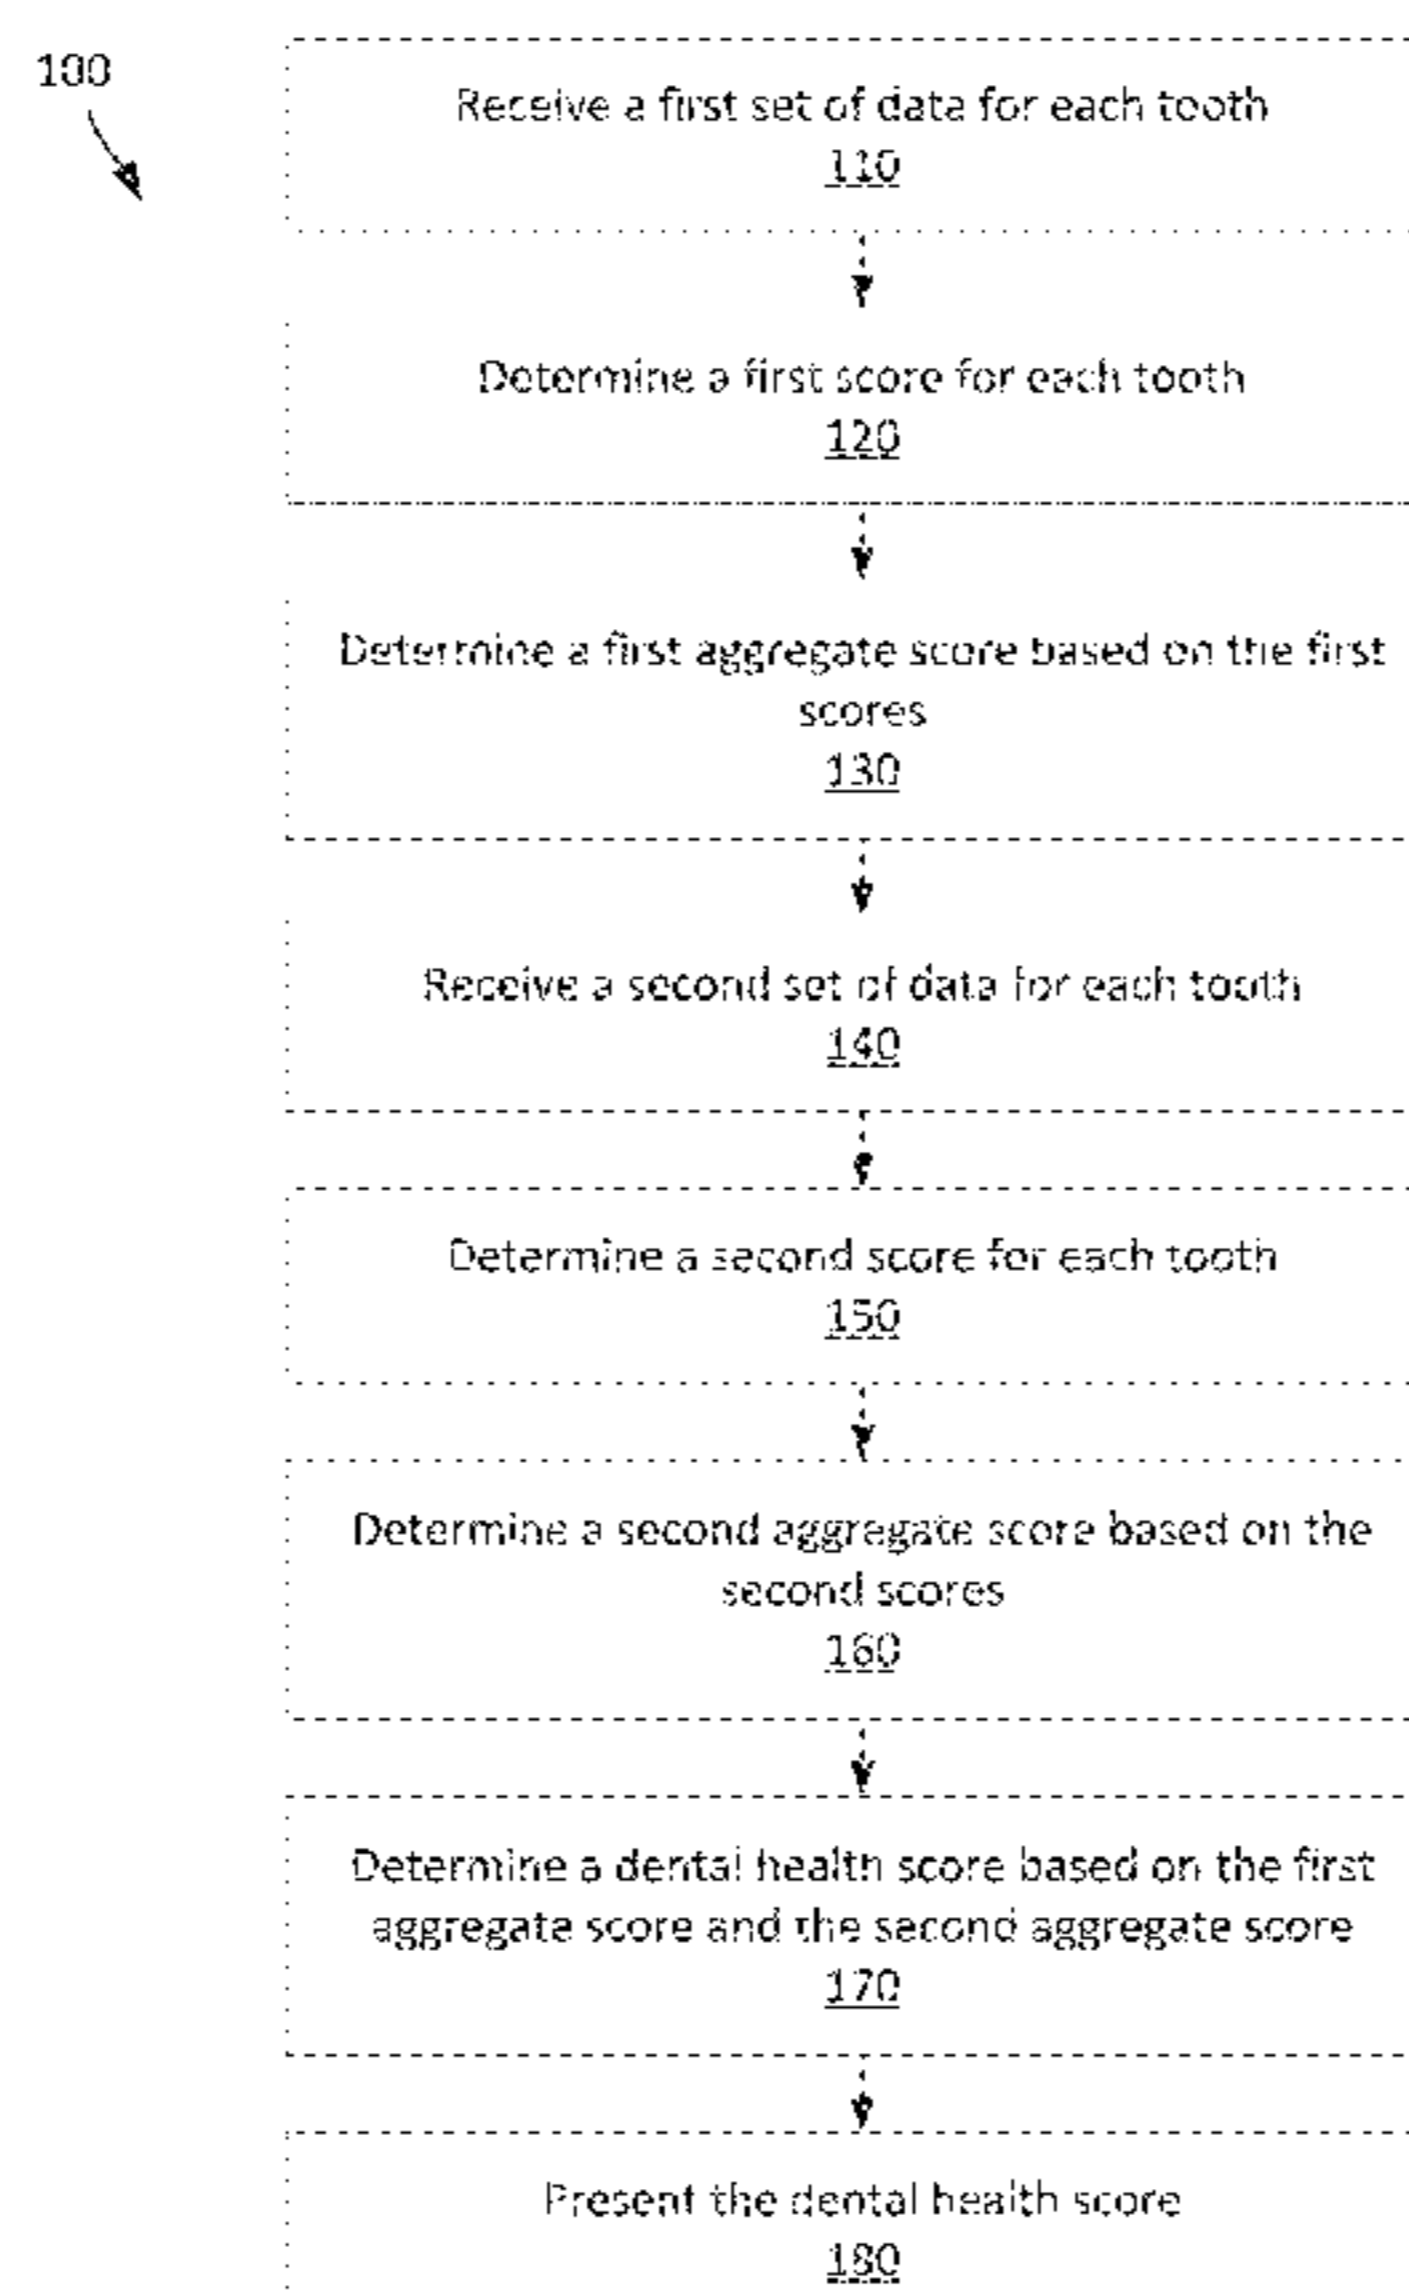 100
Receive a first set of data for each tooth
110
Determine a first score for each tooth
120
Determine a first aggregate score based on the first
scores
130
Receive a second set of data for each tooth
140
Determine a second score for each tooth
150
Determine a second aggregate score based on the
second scores
160
Determine a dental health score based on the first
aggregate score and the second aggregate score
170
Present the dental health score
180